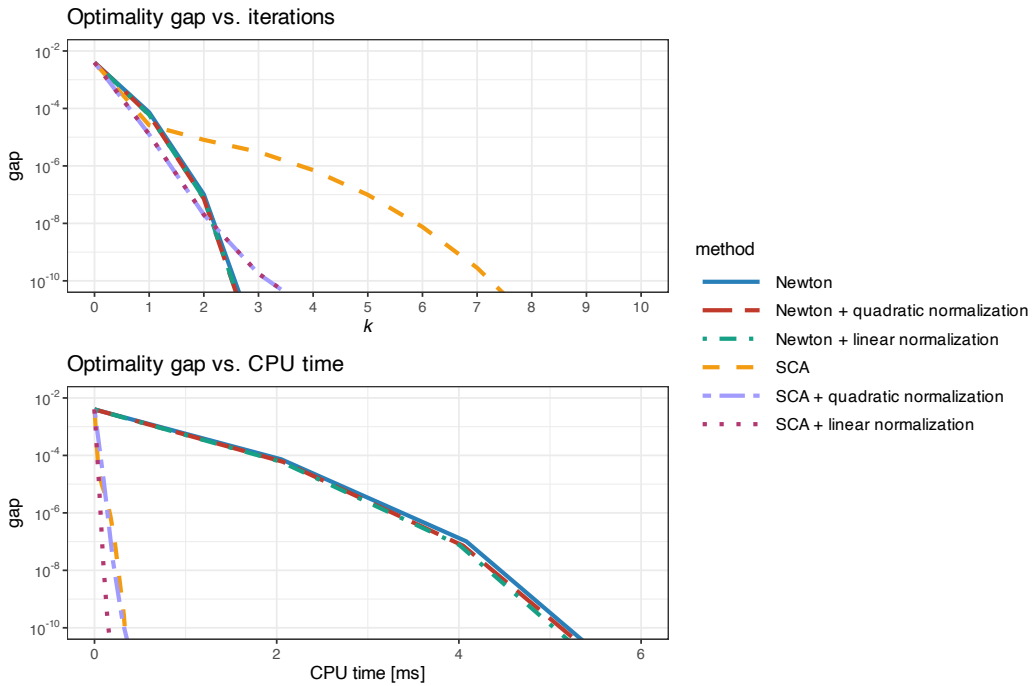 Optimality gap vs. iterations
gap
10-2
10-4
10-6
10-8
10-10
0 1 2 3 4 5 6 7 8 9 10
k
Optimality gap vs. CPU time
gap
10-2
10-4
10-6
10-8
10-10
0 2 4 6
CPU time [ms]
method
Newton
Newton + quadratic normalization
Newton + linear normalization
SCA
SCA + quadratic normalization
SCA + linear normalization